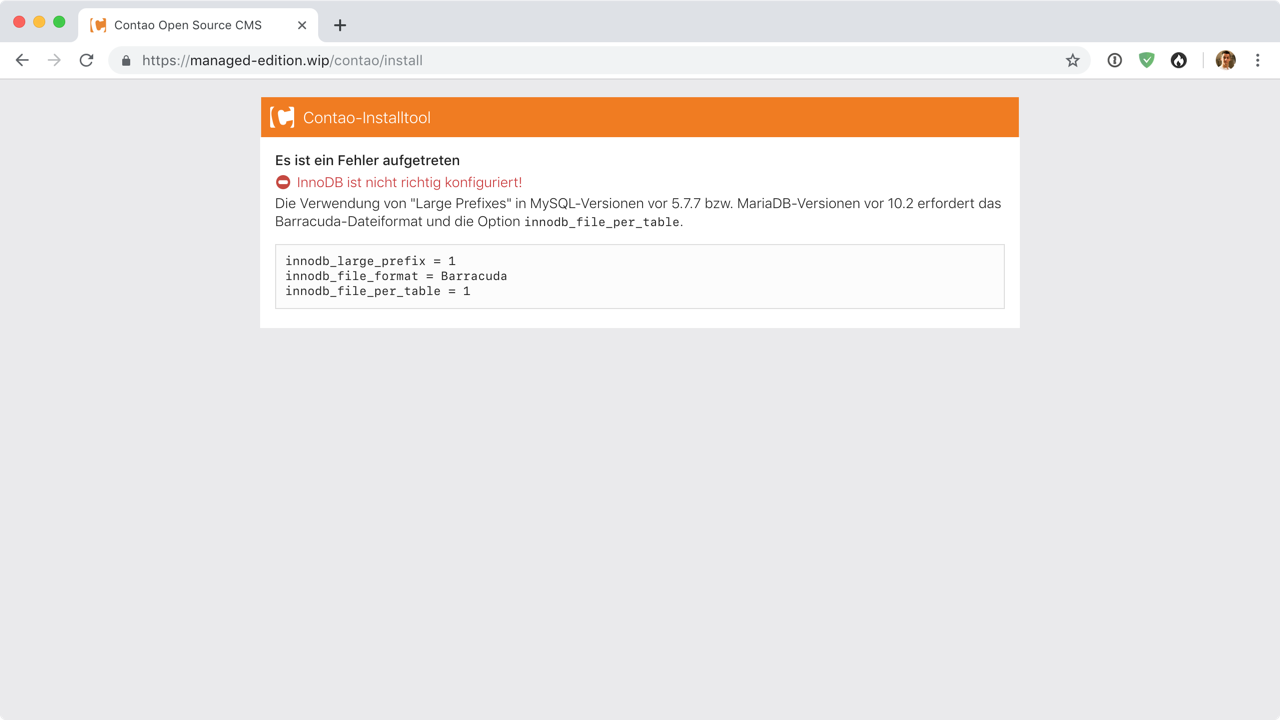 Contao Open Source CMS
https://managed-edition.wip/contao/install
Contao-Installtool
Es ist ein Fehler aufgetreten
InnoDB ist nicht richtig konfiguriert!
Die Verwendung von "Large Prefixes" in MySQL-Versionen vor 5.7.7 bzw. MariaDB-Versionen vor 10.2 erfordert das
Barracuda-Dateiformat und die Option innodb_file_per_table.
innodb_large_prefix = 1
innodb_file_format = Barracuda
innodb_file_per_table = 1